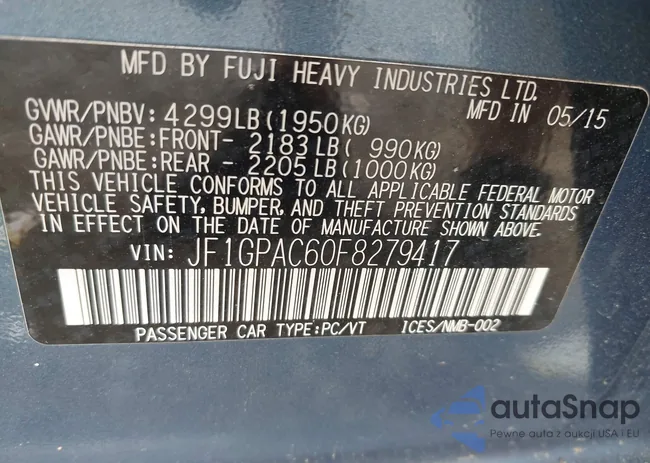 MFD BY FUJI HEAVY INDUSTRIES LTD.
MFD IN 05/15
GVWR/PNBV: 4299LB(1950KG)
GAWR/PNBE:FRONT- 2183LB( 990KG)
GAWR/PNBE:REAR - 2205LB(1000KG)
THIS VEHICLE CONFORMS TO ALL APPLICABLE FEDERAL MOTOR
VEHICLE SAFETY, BUMPER, AND THEFT PREVENTION STANDARDS
IN EFFECT ON THE DATE OF MANUFACTURE SHOWN ABOVE.
VIN: JF1GPAC60F8279417
PASSENGER CAR TYPE:PC/VT ICES/NMB-002
autaSnap
Pewne auta z aukcji USA i EU